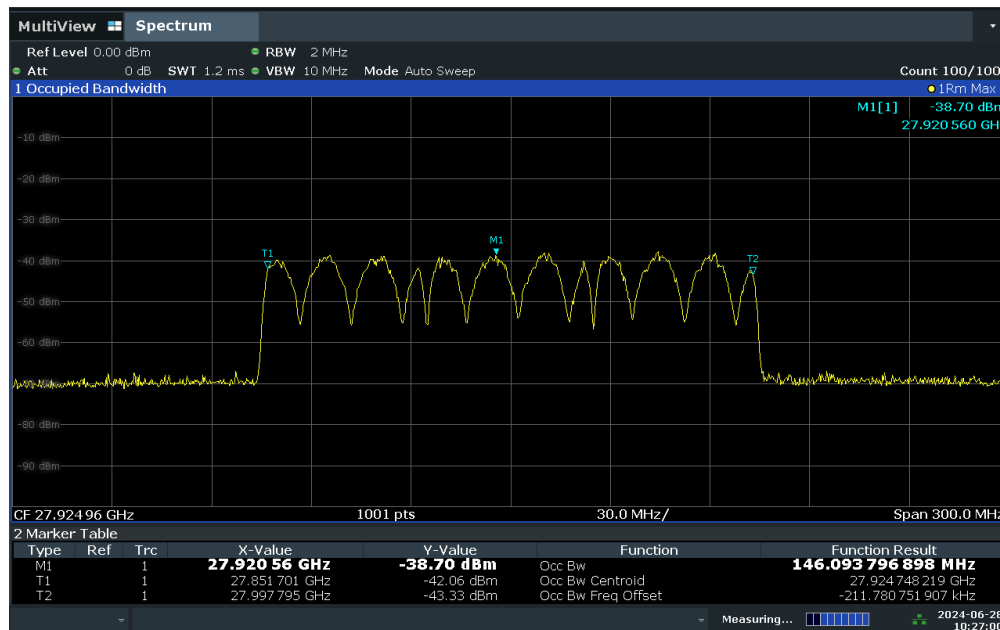 MultiView Spectrum
Ref Level 0.00 dBm RBW 2 MHz
Att 0 dB SWT 1.2 ms VBW 10 MHz Mode Auto Sweep Count 100/100
1 Occupied Bandwidth 1Rm Max
M1[1] -38.70 dBm
27.920 560 GH
-10 dBm
-20 dBm
-30 dBm
M1
T1
T2
-40 dBm
-50 dBm
-60 dBm
-80 dBm
-90 dBm
CF 27.92496 GHz 1001 pts 30.0 MHz/ Span 300.0 MHz
2 Marker Table
Type Ref Trc X-Value Y-Value Function Function Result
M1 1 27.920 56 GHz -38.70 dBm Occ Bw 146.093 796 898 MHz
T1 1 27.851 701 GHz -42.06 dBm Occ Bw Centroid 27.924 748 219 GHz
T2 1 27.997 795 GHz -43.33 dBm Occ Bw Freq Offset -211.780 751 907 kHz
Measuring... 2024-06-28
10:27:00